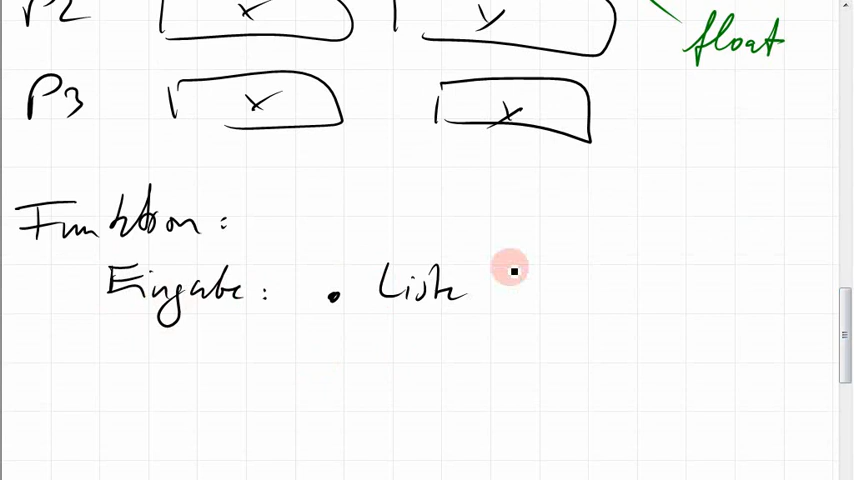 P2 x y
float
P3 x x
Funktion:
Eingabe: • Liste